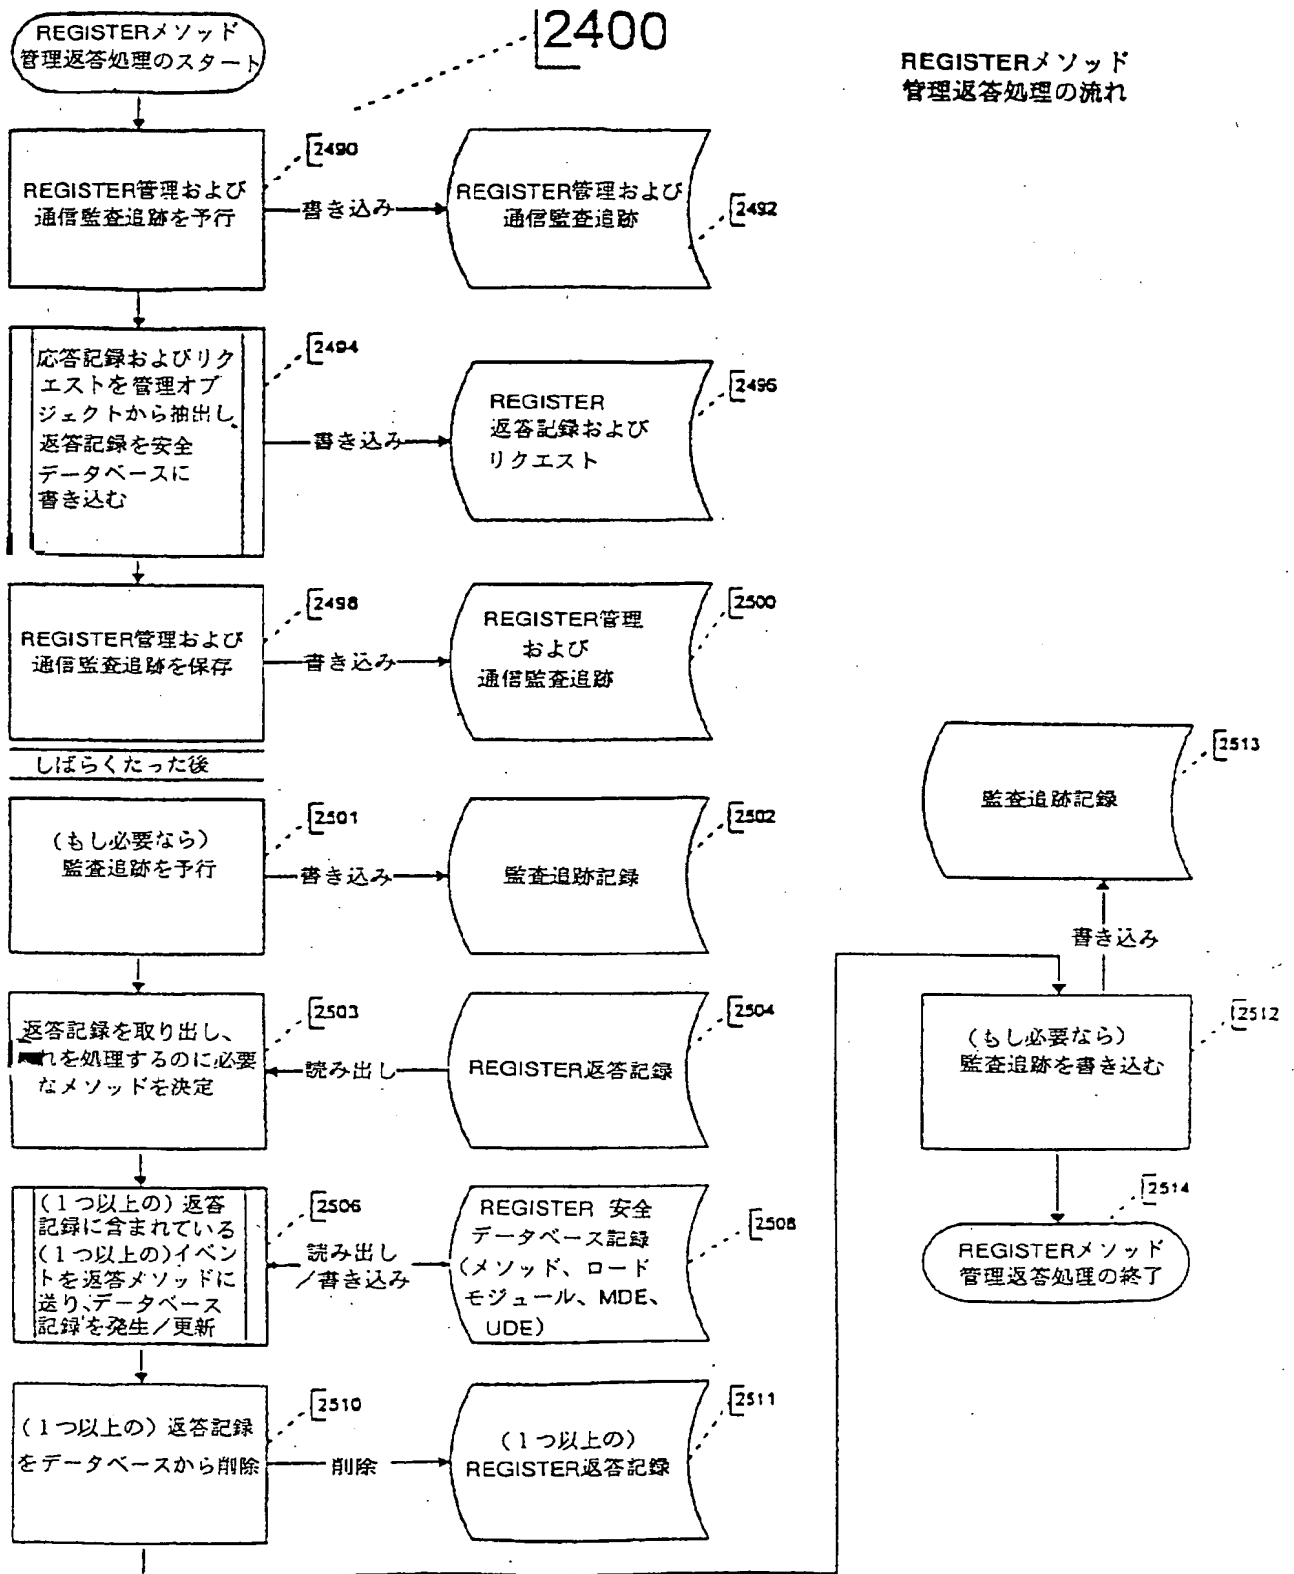 REGISTERメソッド
管理返答処理のスタート
2400
REGISTERメソッド
管理返答処理の流れ
2490
REGISTER管理および
通信監査追跡を予行
書き込み
REGISTER管理および
通信監査追跡
2492
2494
応答記録およびリク
エストを管理オブ
ジェクトから抽出し、
返答記録を安全
データベースに
書き込む
書き込み
REGISTER
返答記録および
リクエスト
2496
2498
REGISTER管理および
通信監査追跡を保存
書き込み
REGISTER管理
および
通信監査追跡
2500
しばらくたった後
2501
(もし必要なら)
監査追跡を予行
書き込み
監査追跡記録
2502
2503
返答記録を取り出し、
れを処理するのに必要
なメソッドを決定
読み出し
REGISTER返答記録
2504
2506
(1つ以上の) 返答
記録に含まれている
(1つ以上の)イベン
トを返答メソッドに
送り、データベース
記録を発生/更新
読み出し
/書き込み
REGISTER 安全
データベース記録
(メソッド、ロード
モジュール、MDE、
UDE)
2508
2510
(1つ以上の) 返答記録
をデータベースから削除
削除
(1つ以上の)
REGISTER返答記録
2511
2513
監査追跡記録
書き込み
2512
(もし必要なら)
監査追跡を書き込む
2514
REGISTERメソッド
管理返答処理の終了